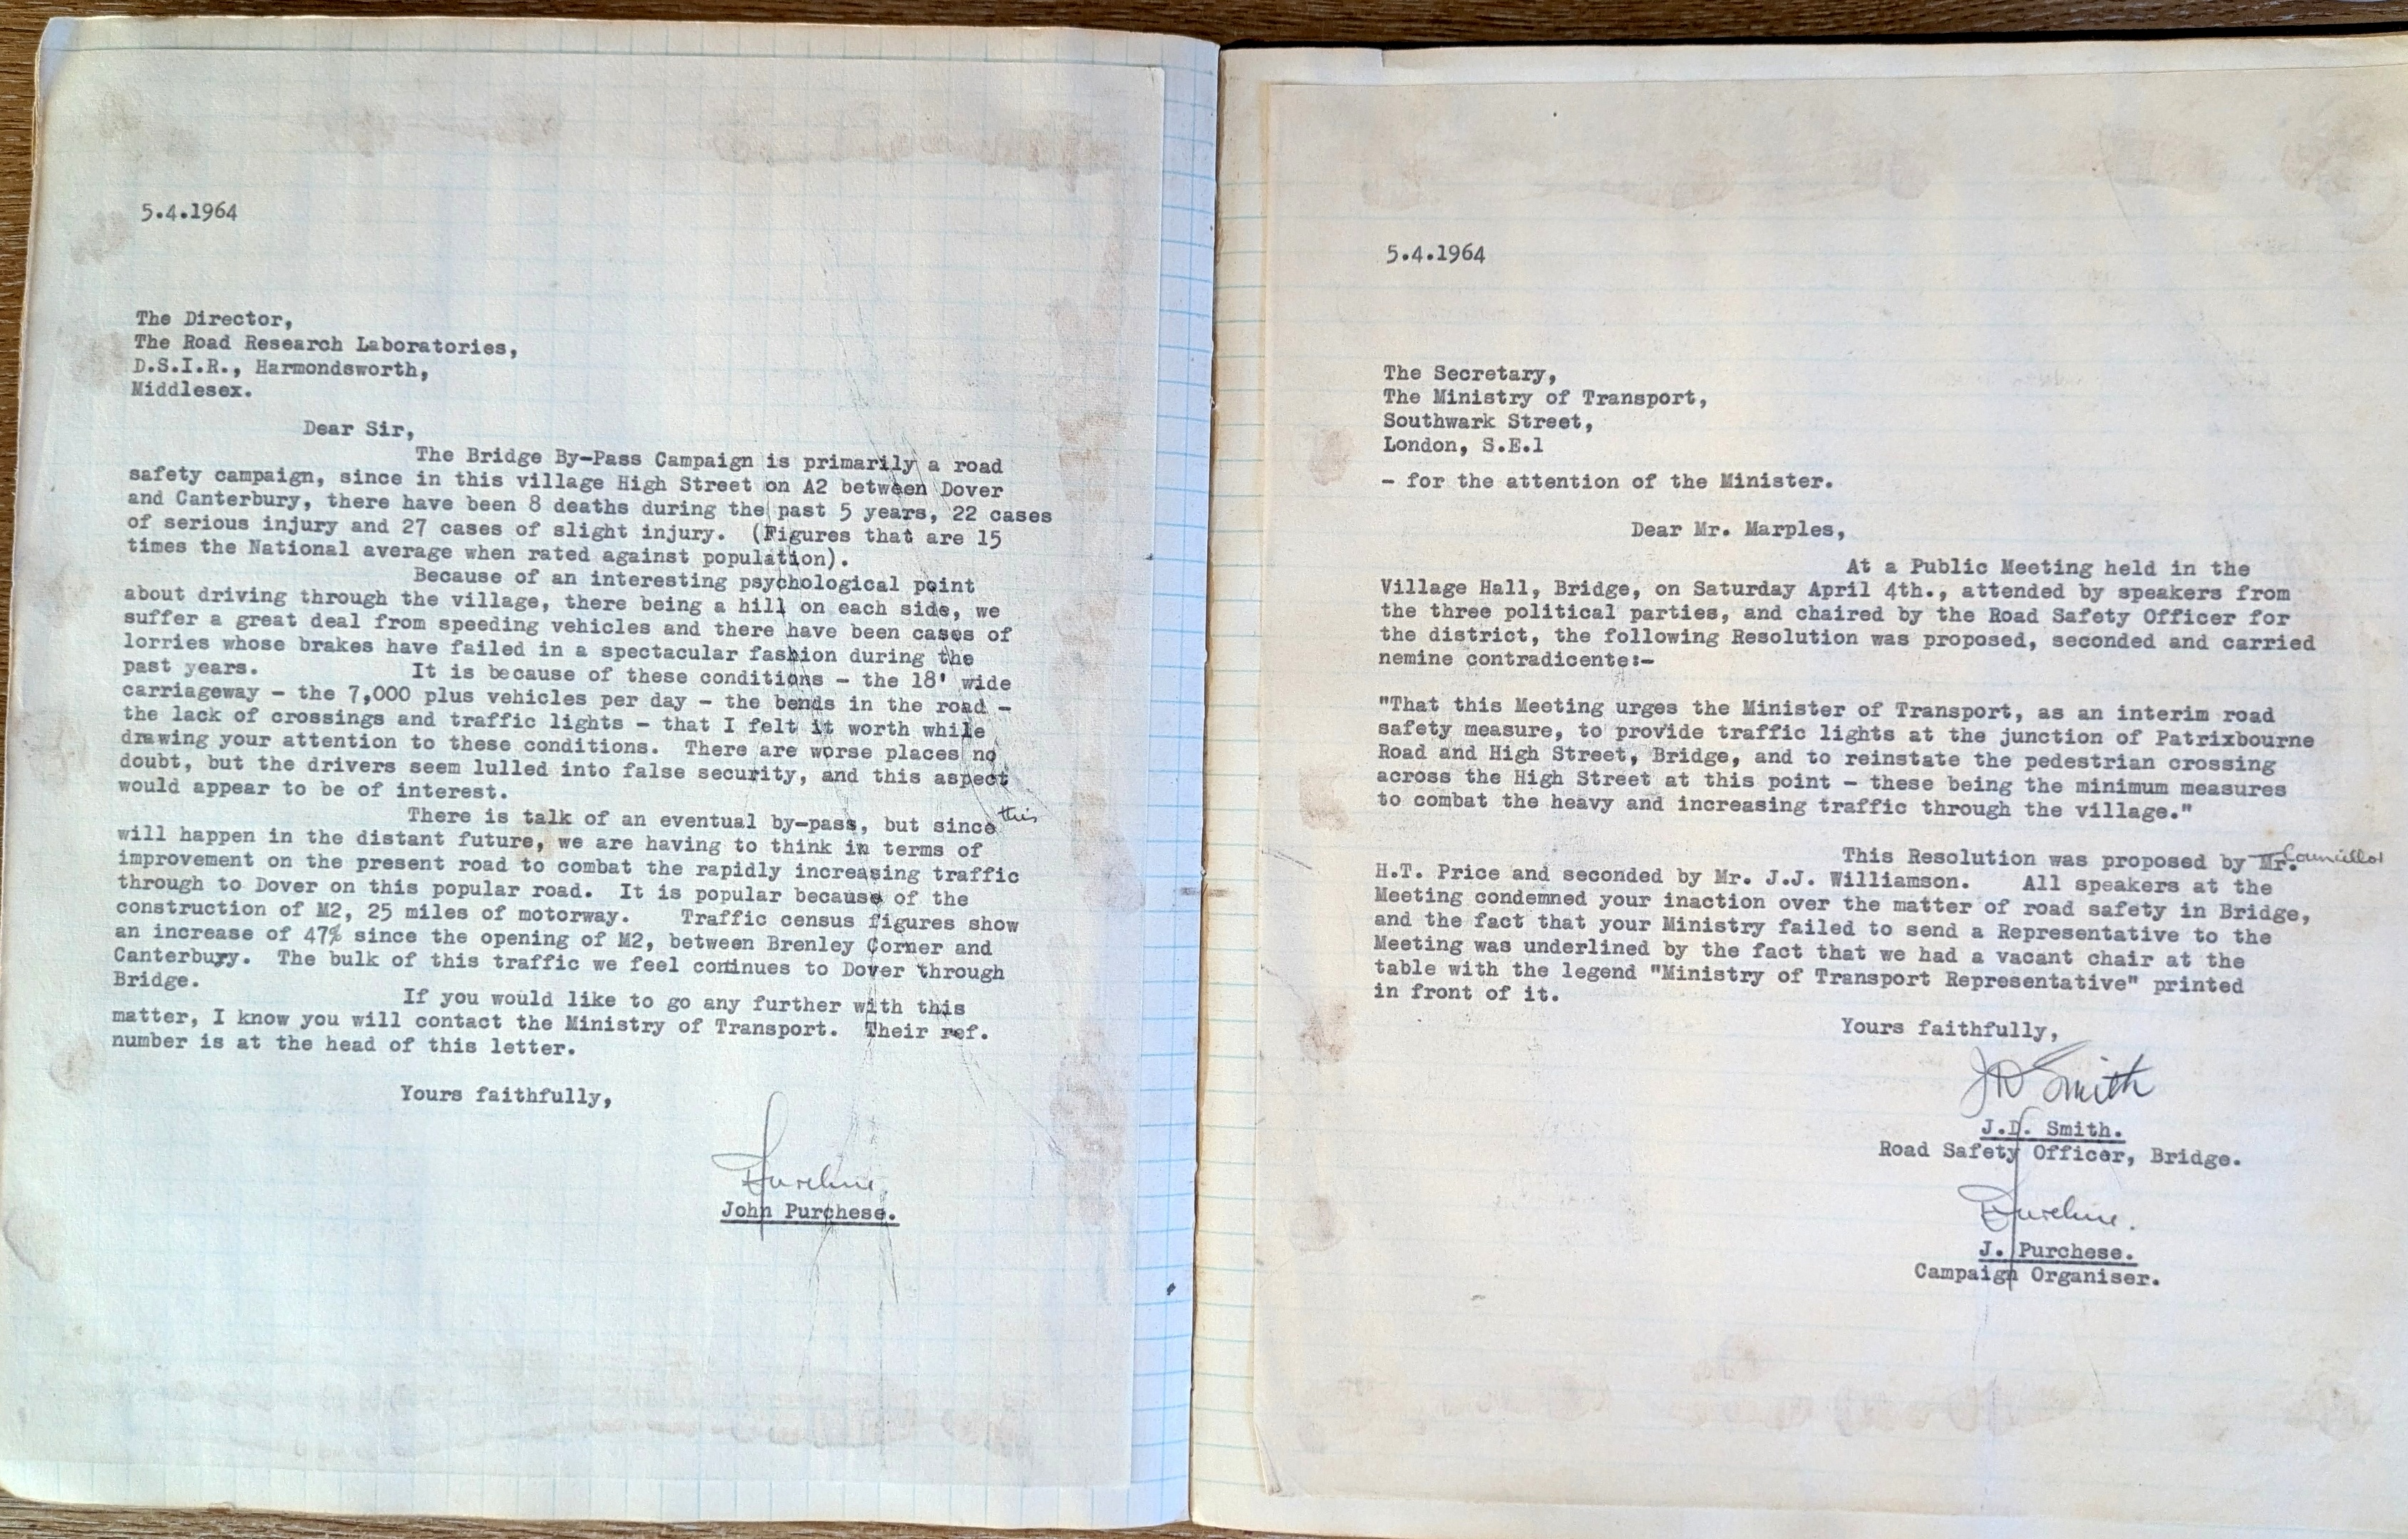 5.4.1964
The Director,
The Road Research Laboratories,
D.S.I.R., Harmondsworth,
Middlesex.
Dear Sir,
The Bridge By-Pass Campaign is primarily a road
safety campaign, since in this village High Street on A2 between Dover
and Canterbury, there have been 8 deaths during the past 5 years, 22 cases
of serious injury and 27 cases of slight injury. (Figures that are 15
times the National average when rated against population).
Because of an interesting psychological point
about driving through the village, there being a hill on each side, we
suffer a great deal from speeding vehicles and there have been cases of
lorries whose brakes have failed in a spectacular fashion during the
past years. It is because of these conditions - the 18' wide
carriageway - the 7,000 plus vehicles per day - the bends in the road -
the lack of crossings and traffic lights - that I felt it worth while
drawing your attention to these conditions. There are worse places no
doubt, but the drivers seem lulled into false security, and this aspect
would appear to be of interest.
There is talk of an eventual by-pass, but since this
will happen in the distant future, we are having to think in terms of
improvement on the present road to combat the rapidly increasing traffic
through to Dover on this popular road. It is popular because of the
construction of M2, 25 miles of motorway. Traffic census figures show
an increase of 47% since the opening of M2, between Brenley Corner and
Canterbury. The bulk of this traffic we feel continues to Dover through
Bridge.
If you would like to go any further with this
matter, I know you will contact the Ministry of Transport. Their ref.
number is at the head of this letter.
Yours faithfully,
J Purchese
John Purchese.
5.4.1964
The Secretary,
The Ministry of Transport,
Southwark Street,
London, S.E.1
- for the attention of the Minister.
Dear Mr. Marples,
At a Public Meeting held in the
Village Hall, Bridge, on Saturday April 4th., attended by speakers from
the three political parties, and chaired by the Road Safety Officer for
the district, the following Resolution was proposed, seconded and carried
nemine contradicente:-
"That this Meeting urges the Minister of Transport, as an interim road
safety measure, to provide traffic lights at the junction of Patrixbourne
Road and High Street, Bridge, and to reinstate the pedestrian crossing
across the High Street at this point - these being the minimum measures
to combat the heavy and increasing traffic through the village."
This Resolution was proposed by Mr. Councillor
H.T. Price and seconded by Mr. J.J. Williamson. All speakers at the
Meeting condemned your inaction over the matter of road safety in Bridge,
and the fact that your Ministry failed to send a Representative to the
Meeting was underlined by the fact that we had a vacant chair at the
table with the legend "Ministry of Transport Representative" printed
in front of it.
Yours faithfully,
JD Smith
J.D. Smith.
Road Safety Officer, Bridge.
J Purchese.
J. Purchese.
Campaign Organiser.